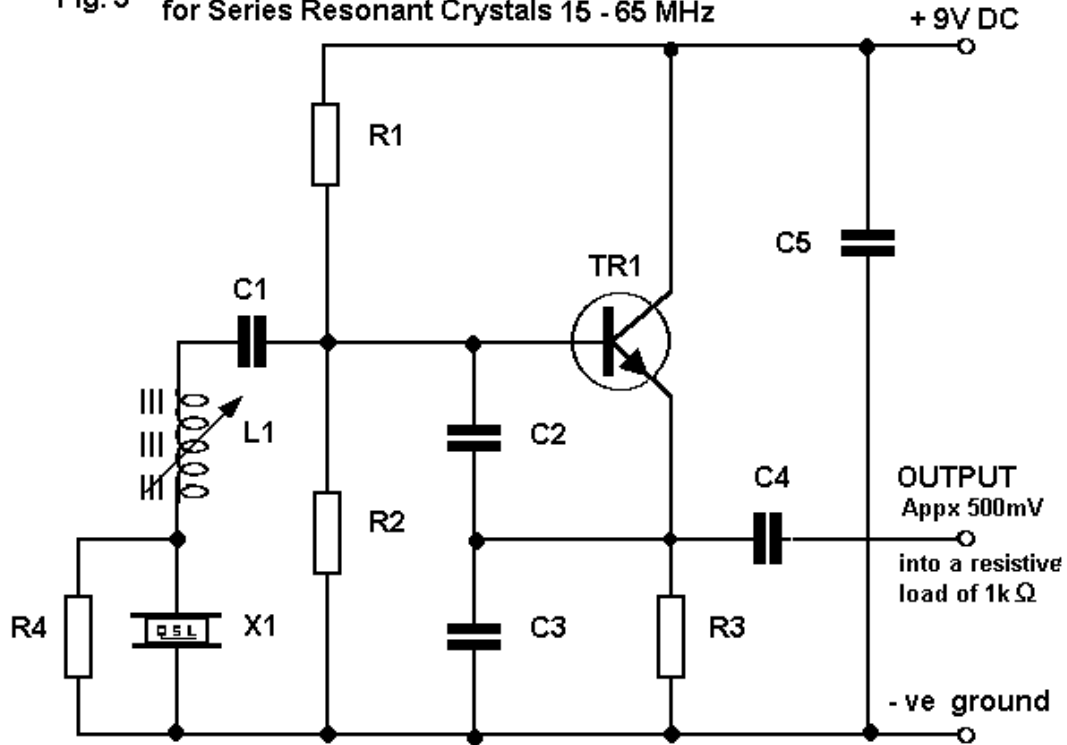 Fig. 3
for Series Resonant Crystals 15 - 65 MHz
+ 9V DC
R1
C5
TR1
C1
L1
C2
C4
OUTPUT
Appx 500mV
R2
into a resistive
load of 1k Ω
R4
QSL
X1
C3
R3
- ve ground